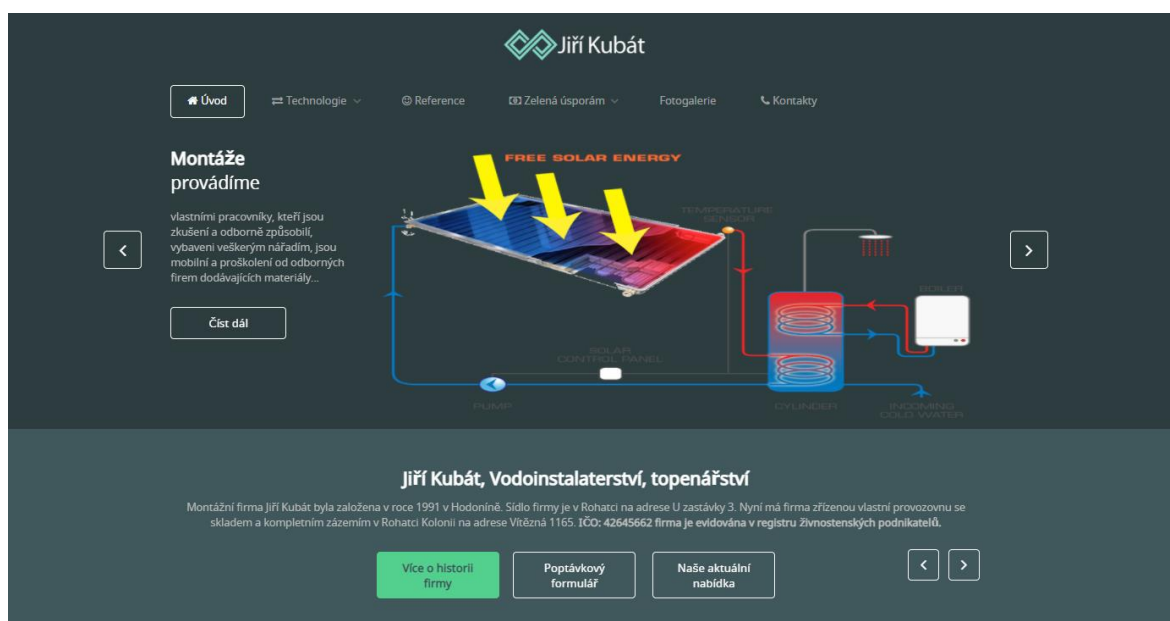 Jiří Kubát
Úvod
Technologie
Reference
Zelená úsporám
Fotogalerie
Kontakty
Montáže
provádíme
vlastními pracovníky, kteří jsou
zkušení a odborně způsobilí,
vybaveni veškerým nářadím, jsou
mobilní a proškolení od odborných
firem dodávajících materiály...
Číst dál
FREE SOLAR ENERGY
TEMPERATURE
SENSOR
BOILER
SOLAR
CONTROL PANEL
PUMP
CYLINDER
INCOMING
COLD WATER
Jiří Kubát, Vodoinstalaterství, topenářství
Montážní firma Jiří Kubát byla založena v roce 1991 v Hodoníně. Sídlo firmy je v Rohatci na adrese U zastávky 3. Nyní má firma zřízenou vlastní provozovnu se
skladem a kompletním zázemím v Rohatci Kolonii na adrese Vítězná 1165. IČO: 42645662 firma je evidována v registru živnostenských podnikatelů.
Více o historii
firmy
Poptávkový
formulář
Naše aktuální
nabídka